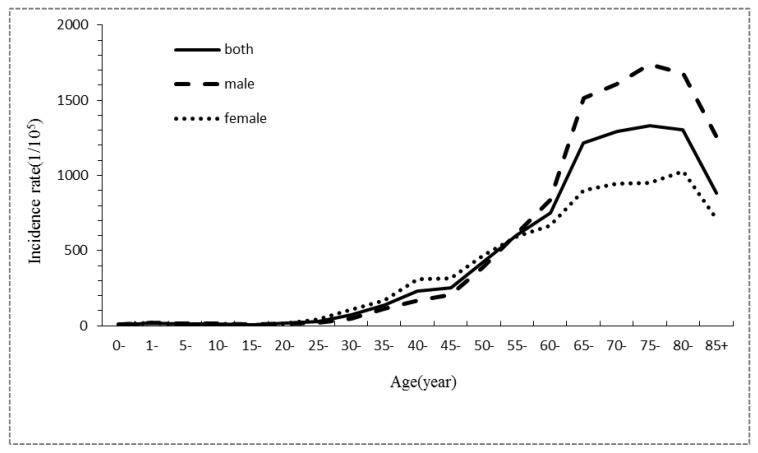 2000
1500
1000
500
0
Incidence rate(1/10⁵)
both
male
female
0- 1- 5- 10- 15- 20- 25- 30- 35- 40- 45- 50- 55- 60- 65- 70- 75- 80- 85+
Age(year)